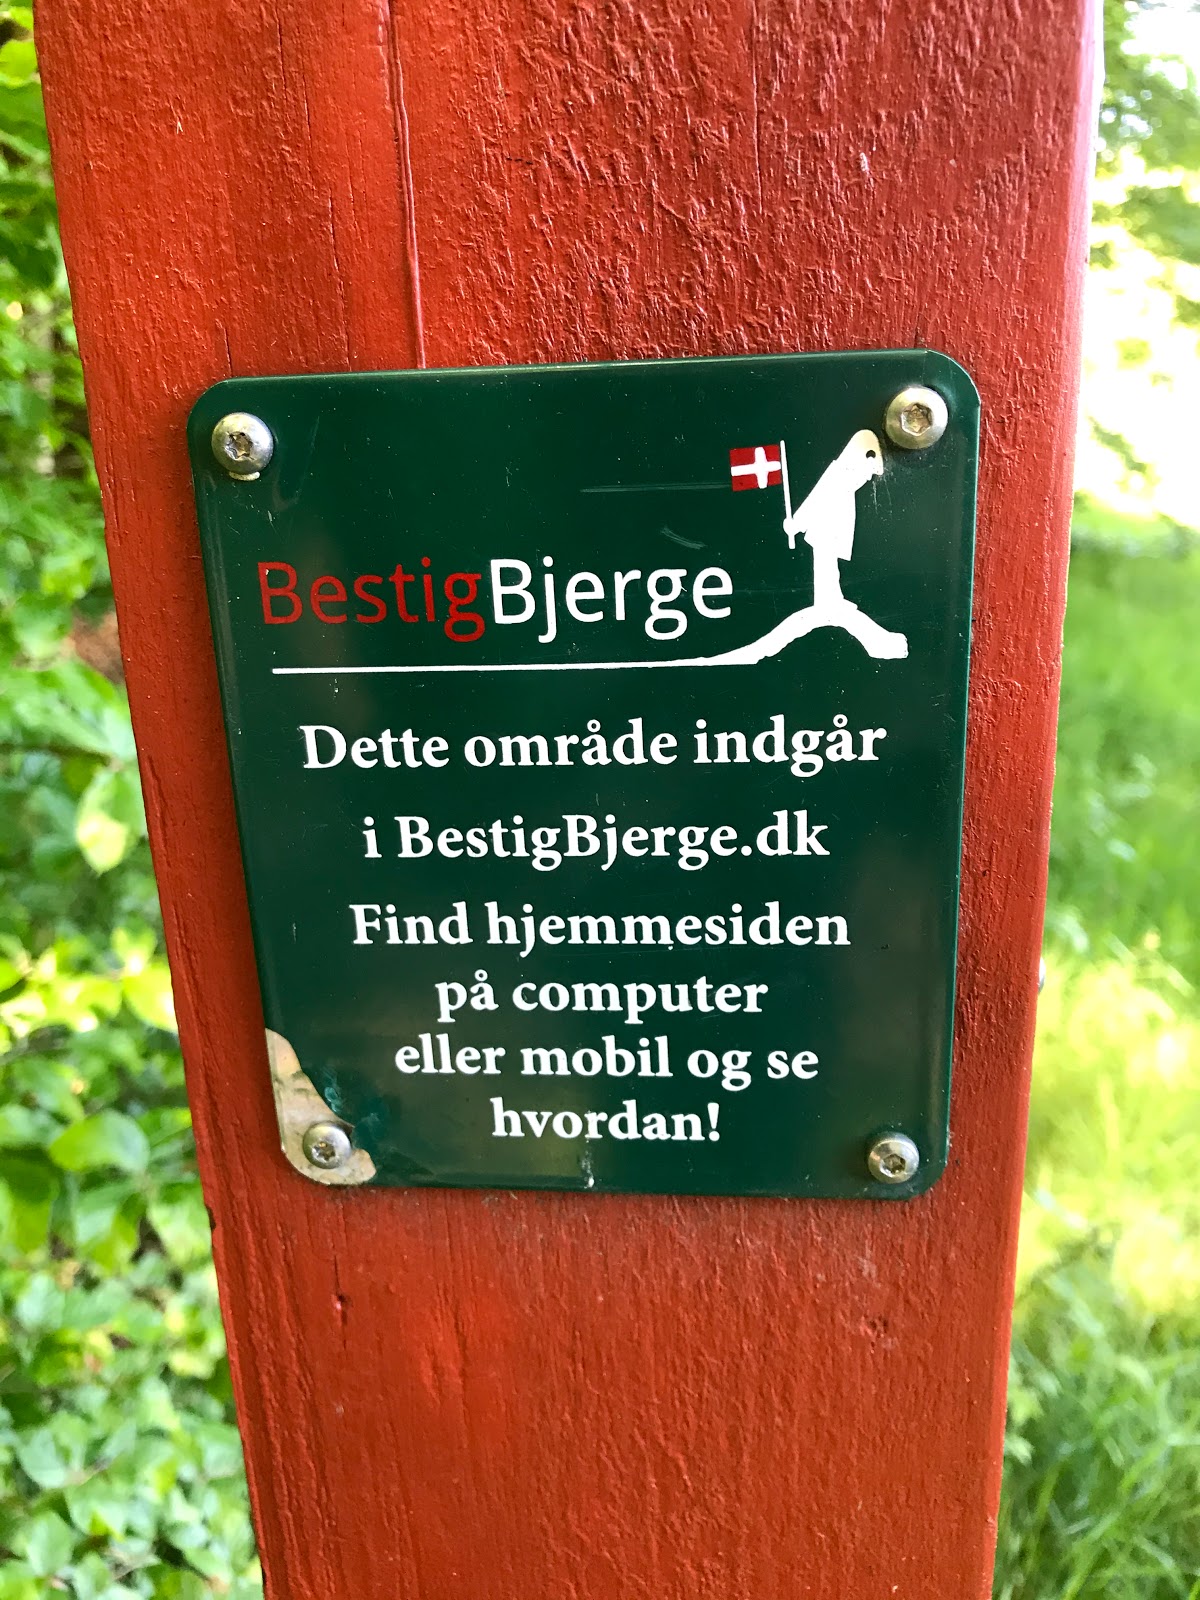 BestigBjerge
Dette område indgår
i BestigBjerge.dk
Find hjemmesiden
på computer
eller mobil og se
hvordan!